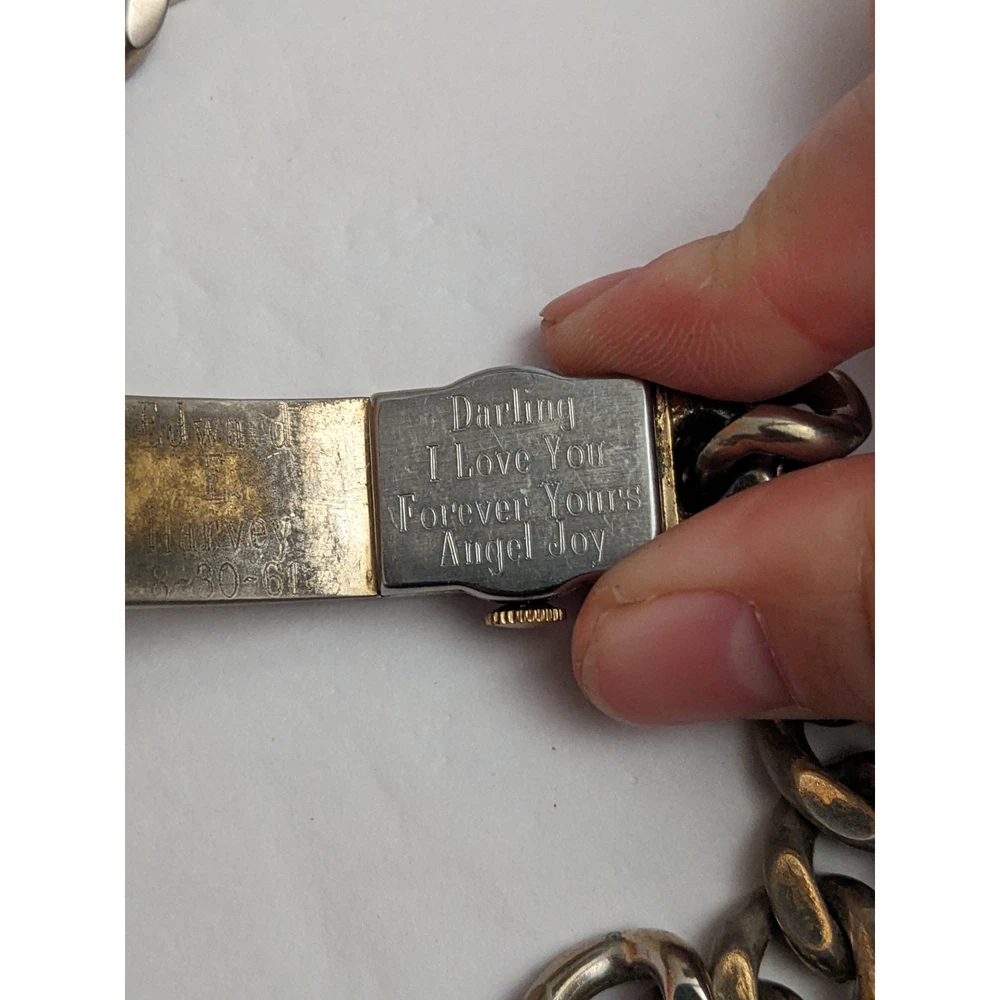 Edward
E
Harvey
8-30-61
Darling
I Love You
Forever Yours
Angel Joy